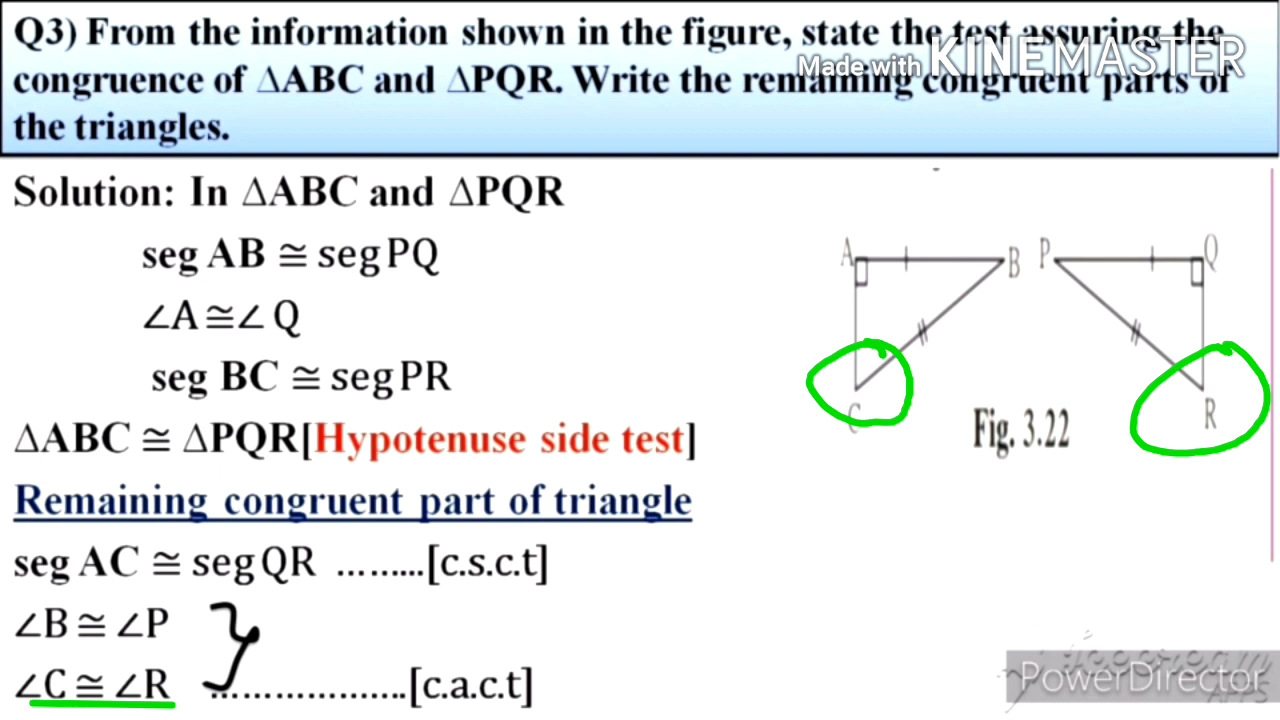 Q3) From the information shown in the figure, state the test assuring the
congruence of ΔABC and ΔPQR. Write the remaining congruent parts of
the triangles.
Made with KINEMASTER
Solution: In ΔABC and ΔPQR
seg AB ≅ seg PQ
∠A≅∠ Q
seg BC ≅ seg PR
ΔABC ≅ ΔPQR[Hypotenuse side test]
Remaining congruent part of triangle
seg AC ≅ seg QR .........[c.s.c.t]
∠B ≅ ∠P
∠C ≅ ∠R ...................[c.a.c.t]
A B P Q
C R
Fig. 3.22
PowerDirector